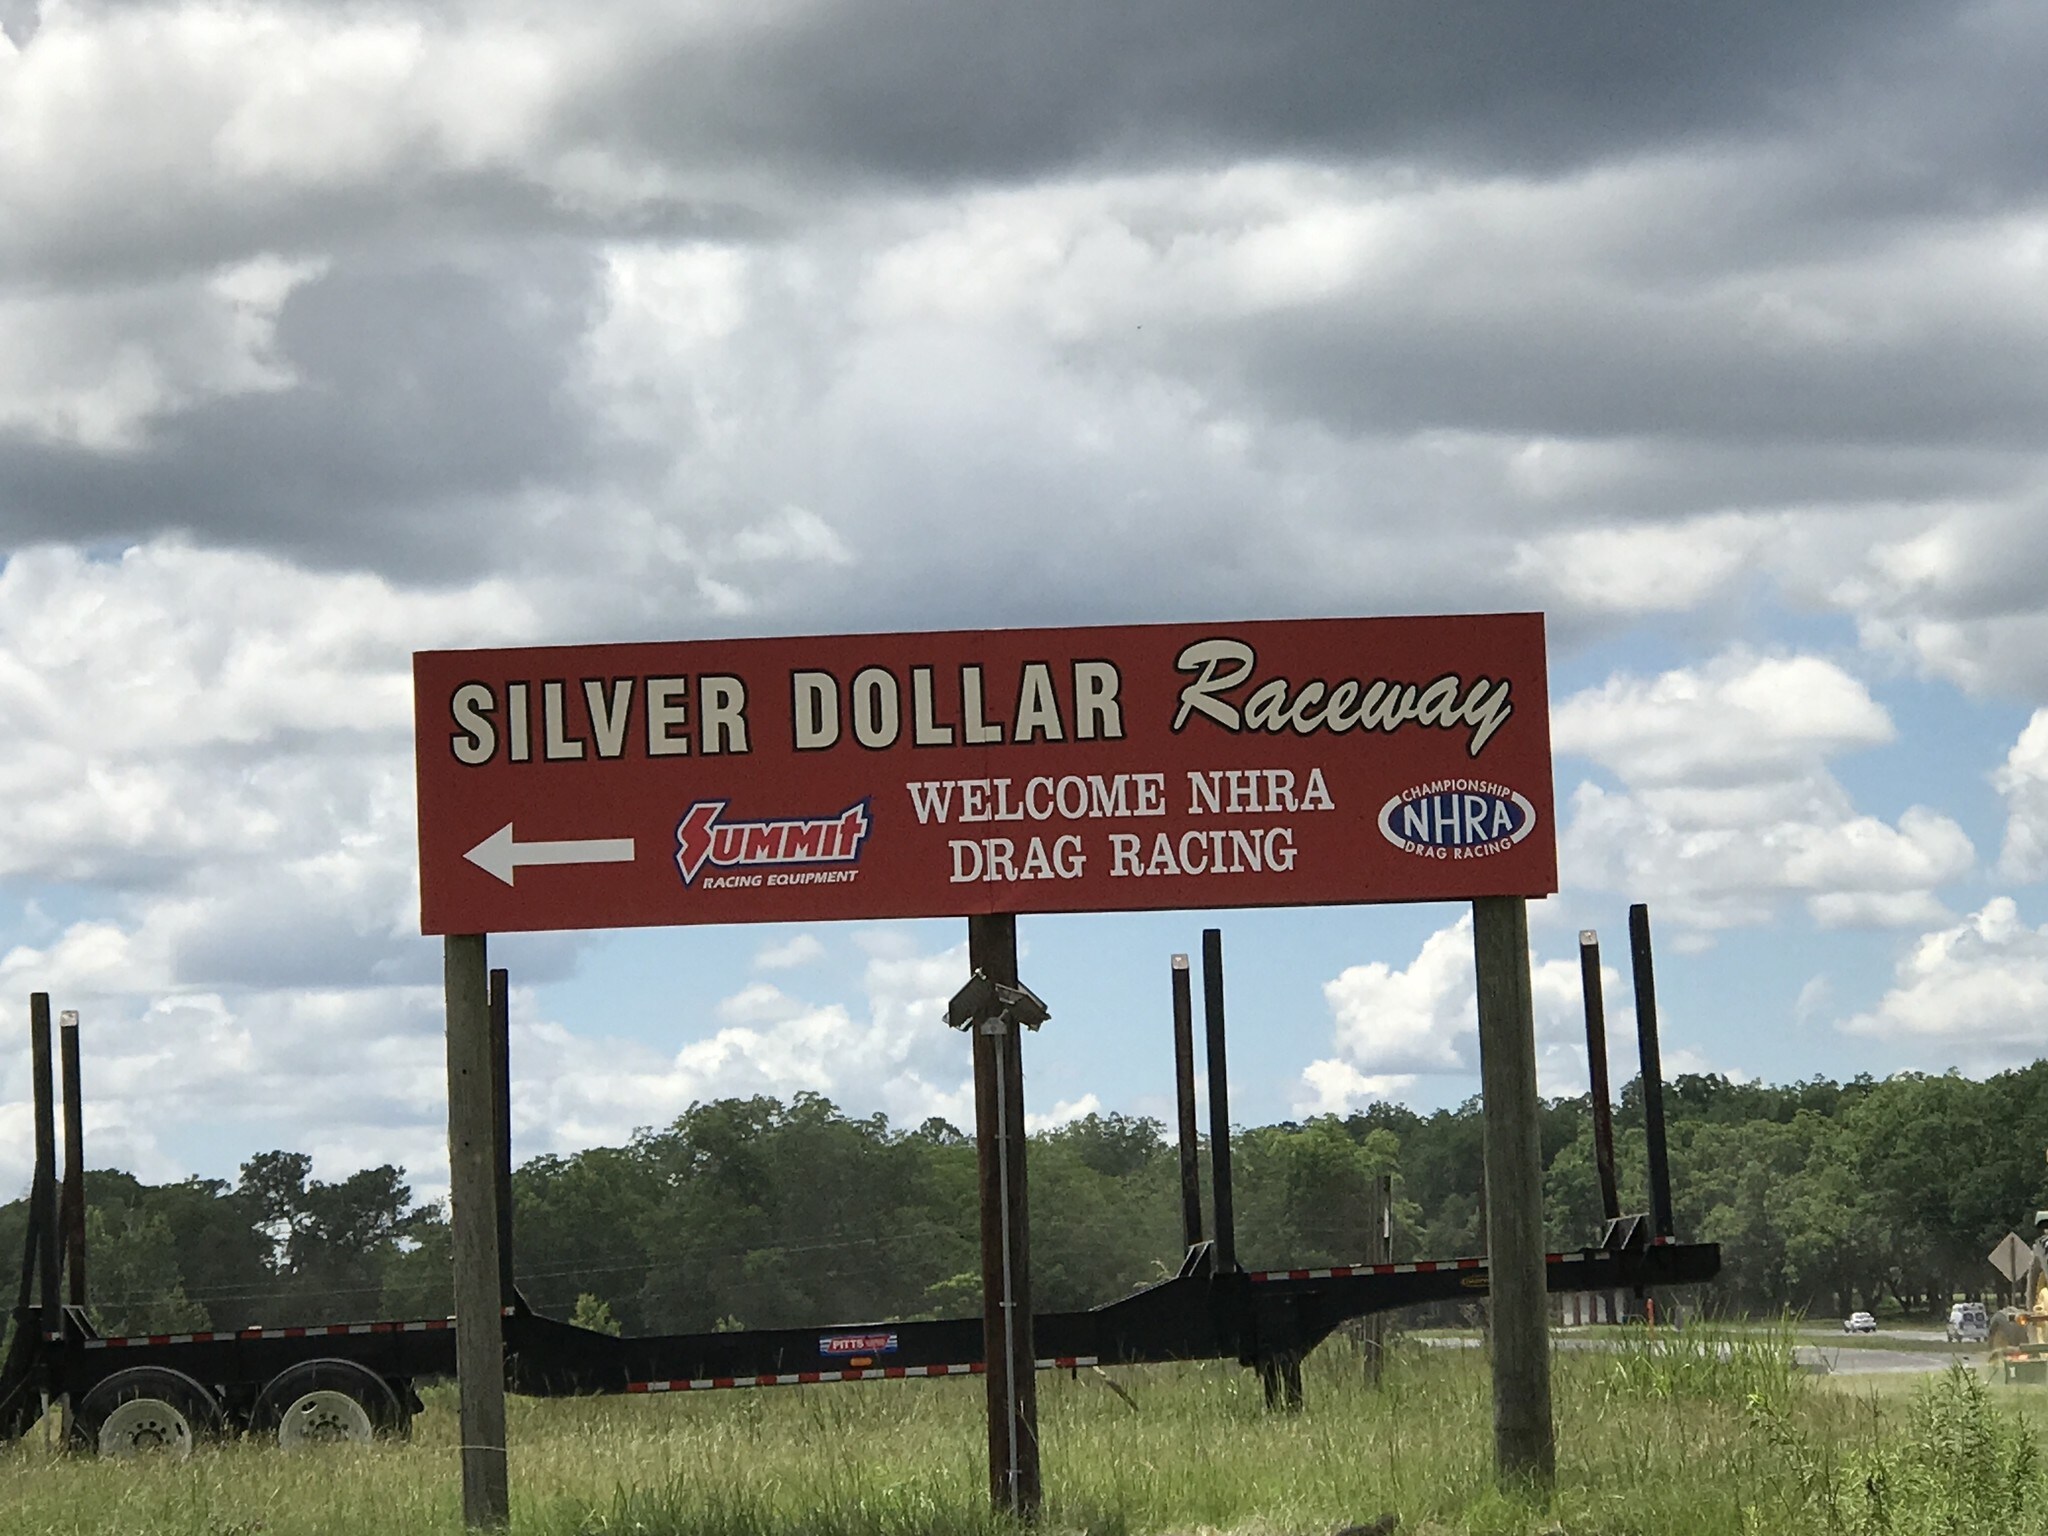 SILVER DOLLAR Raceway
SUMMIT
RACING EQUIPMENT
WELCOME NHRA
DRAG RACING
CHAMPIONSHIP
NHRA
DRAG RACING
PITTS